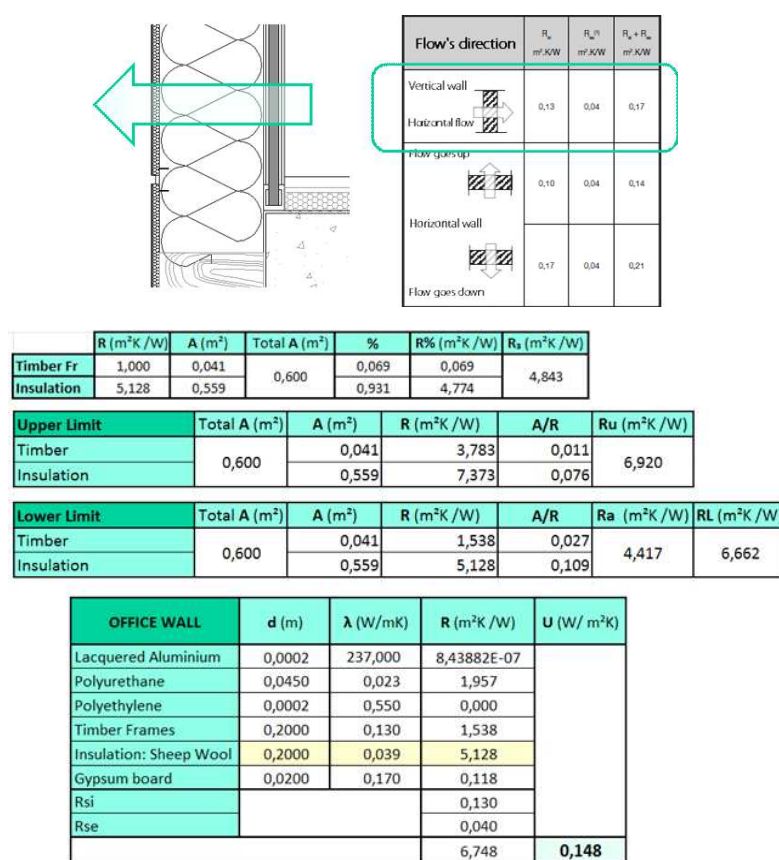 Flow's direction Rsi m².K/W Rse(1) m².K/W Rsi + Rse m².K/W
Vertical wall
Horizontal flow 0,13 0,04 0,17
Flow goes up
0,10 0,04 0,14
Horizontal wall
0,17 0,04 0,21
Flow goes down
R (m²K /W) A (m²) Total A (m²) % R% (m²K/W) R₃ (m²K /W)
Timber Fr 1,000 0,041 0,600 0,069 0,069 4,843
Insulation 5,128 0,559 0,931 4,774
Upper Limit Total A (m²) A (m²) R (m²K /W) A/R Ru (m²K /W)
Timber 0,600 0,041 3,783 0,011 6,920
Insulation 0,559 7,373 0,076
Lower Limit Total A (m²) A (m²) R (m²K /W) A/R Ra (m²K /W) RL (m²K /W
Timber 0,600 0,041 1,538 0,027 4,417 6,662
Insulation 0,559 5,128 0,109
OFFICE WALL d (m) λ (W/mK) R (m²K /W) U (W/ m²K)
Lacquered Aluminium 0,0002 237,000 8,43882E-07
Polyurethane 0,0450 0,023 1,957
Polyethylene 0,0002 0,550 0,000
Timber Frames 0,2000 0,130 1,538
Insulation: Sheep Wool 0,2000 0,039 5,128
Gypsum board 0,0200 0,170 0,118
Rsi 0,130
Rse 0,040
6,748 0,148